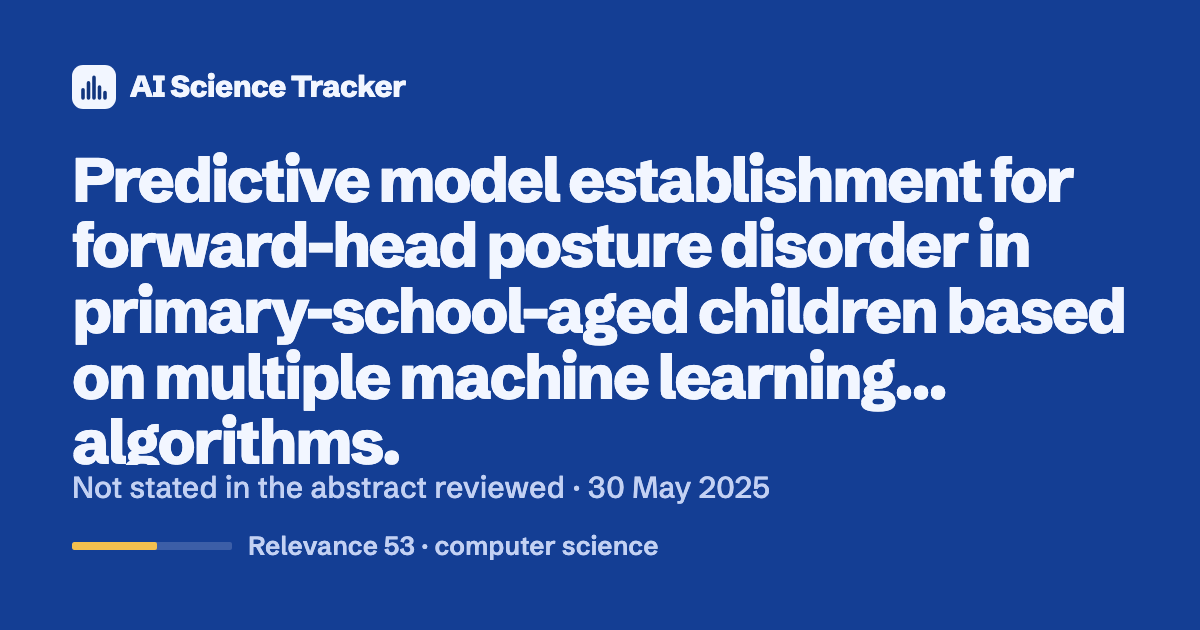 AI Science Tracker
Predictive model establishment for
forward-head posture disorder in
primary-school-aged children based
on multiple machine learning…
algorithms.
Not stated in the abstract reviewed · 30 May 2025
Relevance 53 · computer science